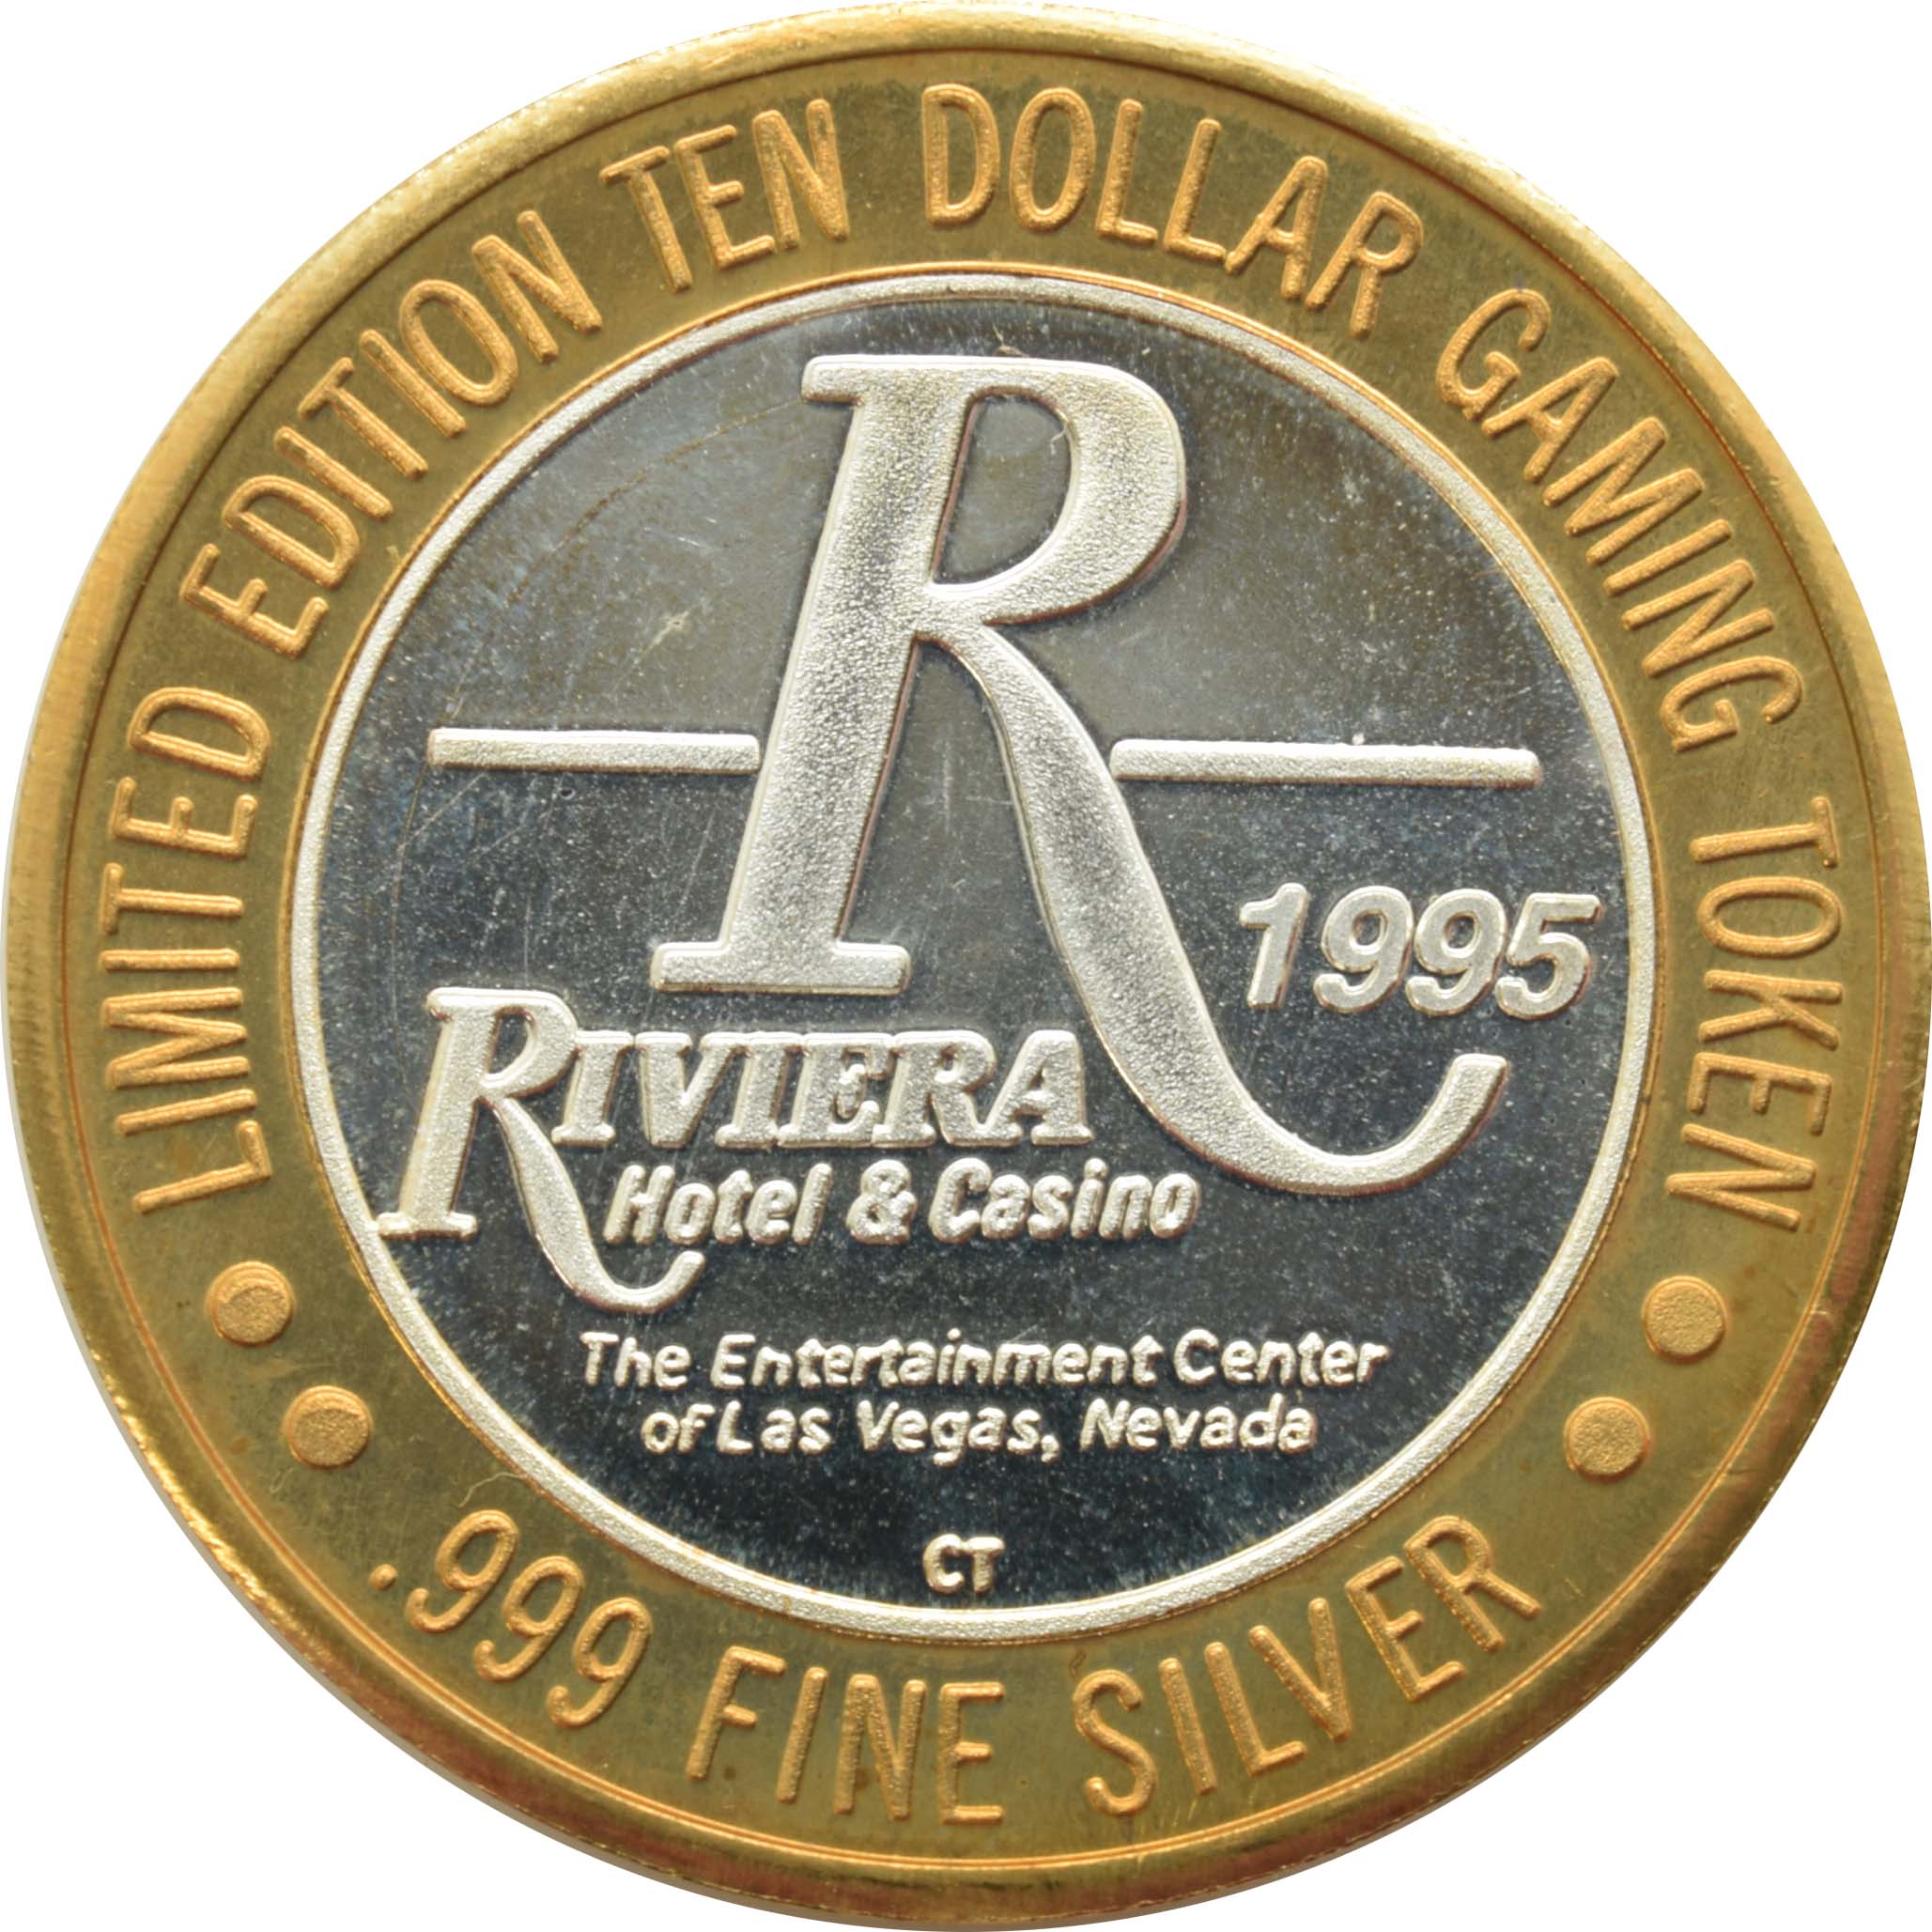 LIMITED EDITION TEN DOLLAR GAMING TOKEN
R
1995
RIVIERA
Hotel & Casino
The Entertainment Center
of Las Vegas, Nevada
CT
.999 FINE SILVER